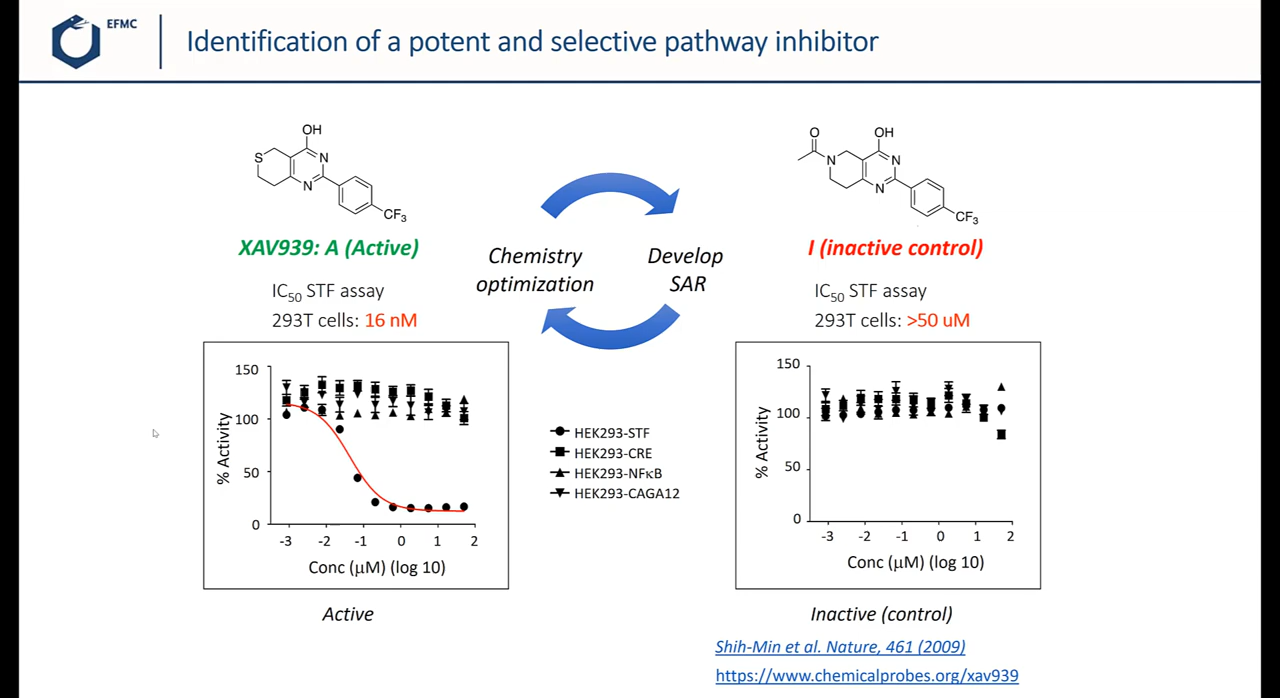 EFMC
Identification of a potent and selective pathway inhibitor
OH
S
N
N
CF3
XAV939: A (Active)
IC50 STF assay
293T cells: 16 nM
Chemistry
optimization
Develop
SAR
O
OH
N
N
N
CF3
I (inactive control)
IC50 STF assay
293T cells: >50 uM
150
100
50
0
% Activity
-3 -2 -1 0 1 2
Conc (μM) (log 10)
Active
HEK293-STF
HEK293-CRE
HEK293-NFκB
HEK293-CAGA12
150
100
50
0
% Activity
-3 -2 -1 0 1 2
Conc (μM) (log 10)
Inactive (control)
Shih-Min et al. Nature, 461 (2009)
https://www.chemicalprobes.org/xav939